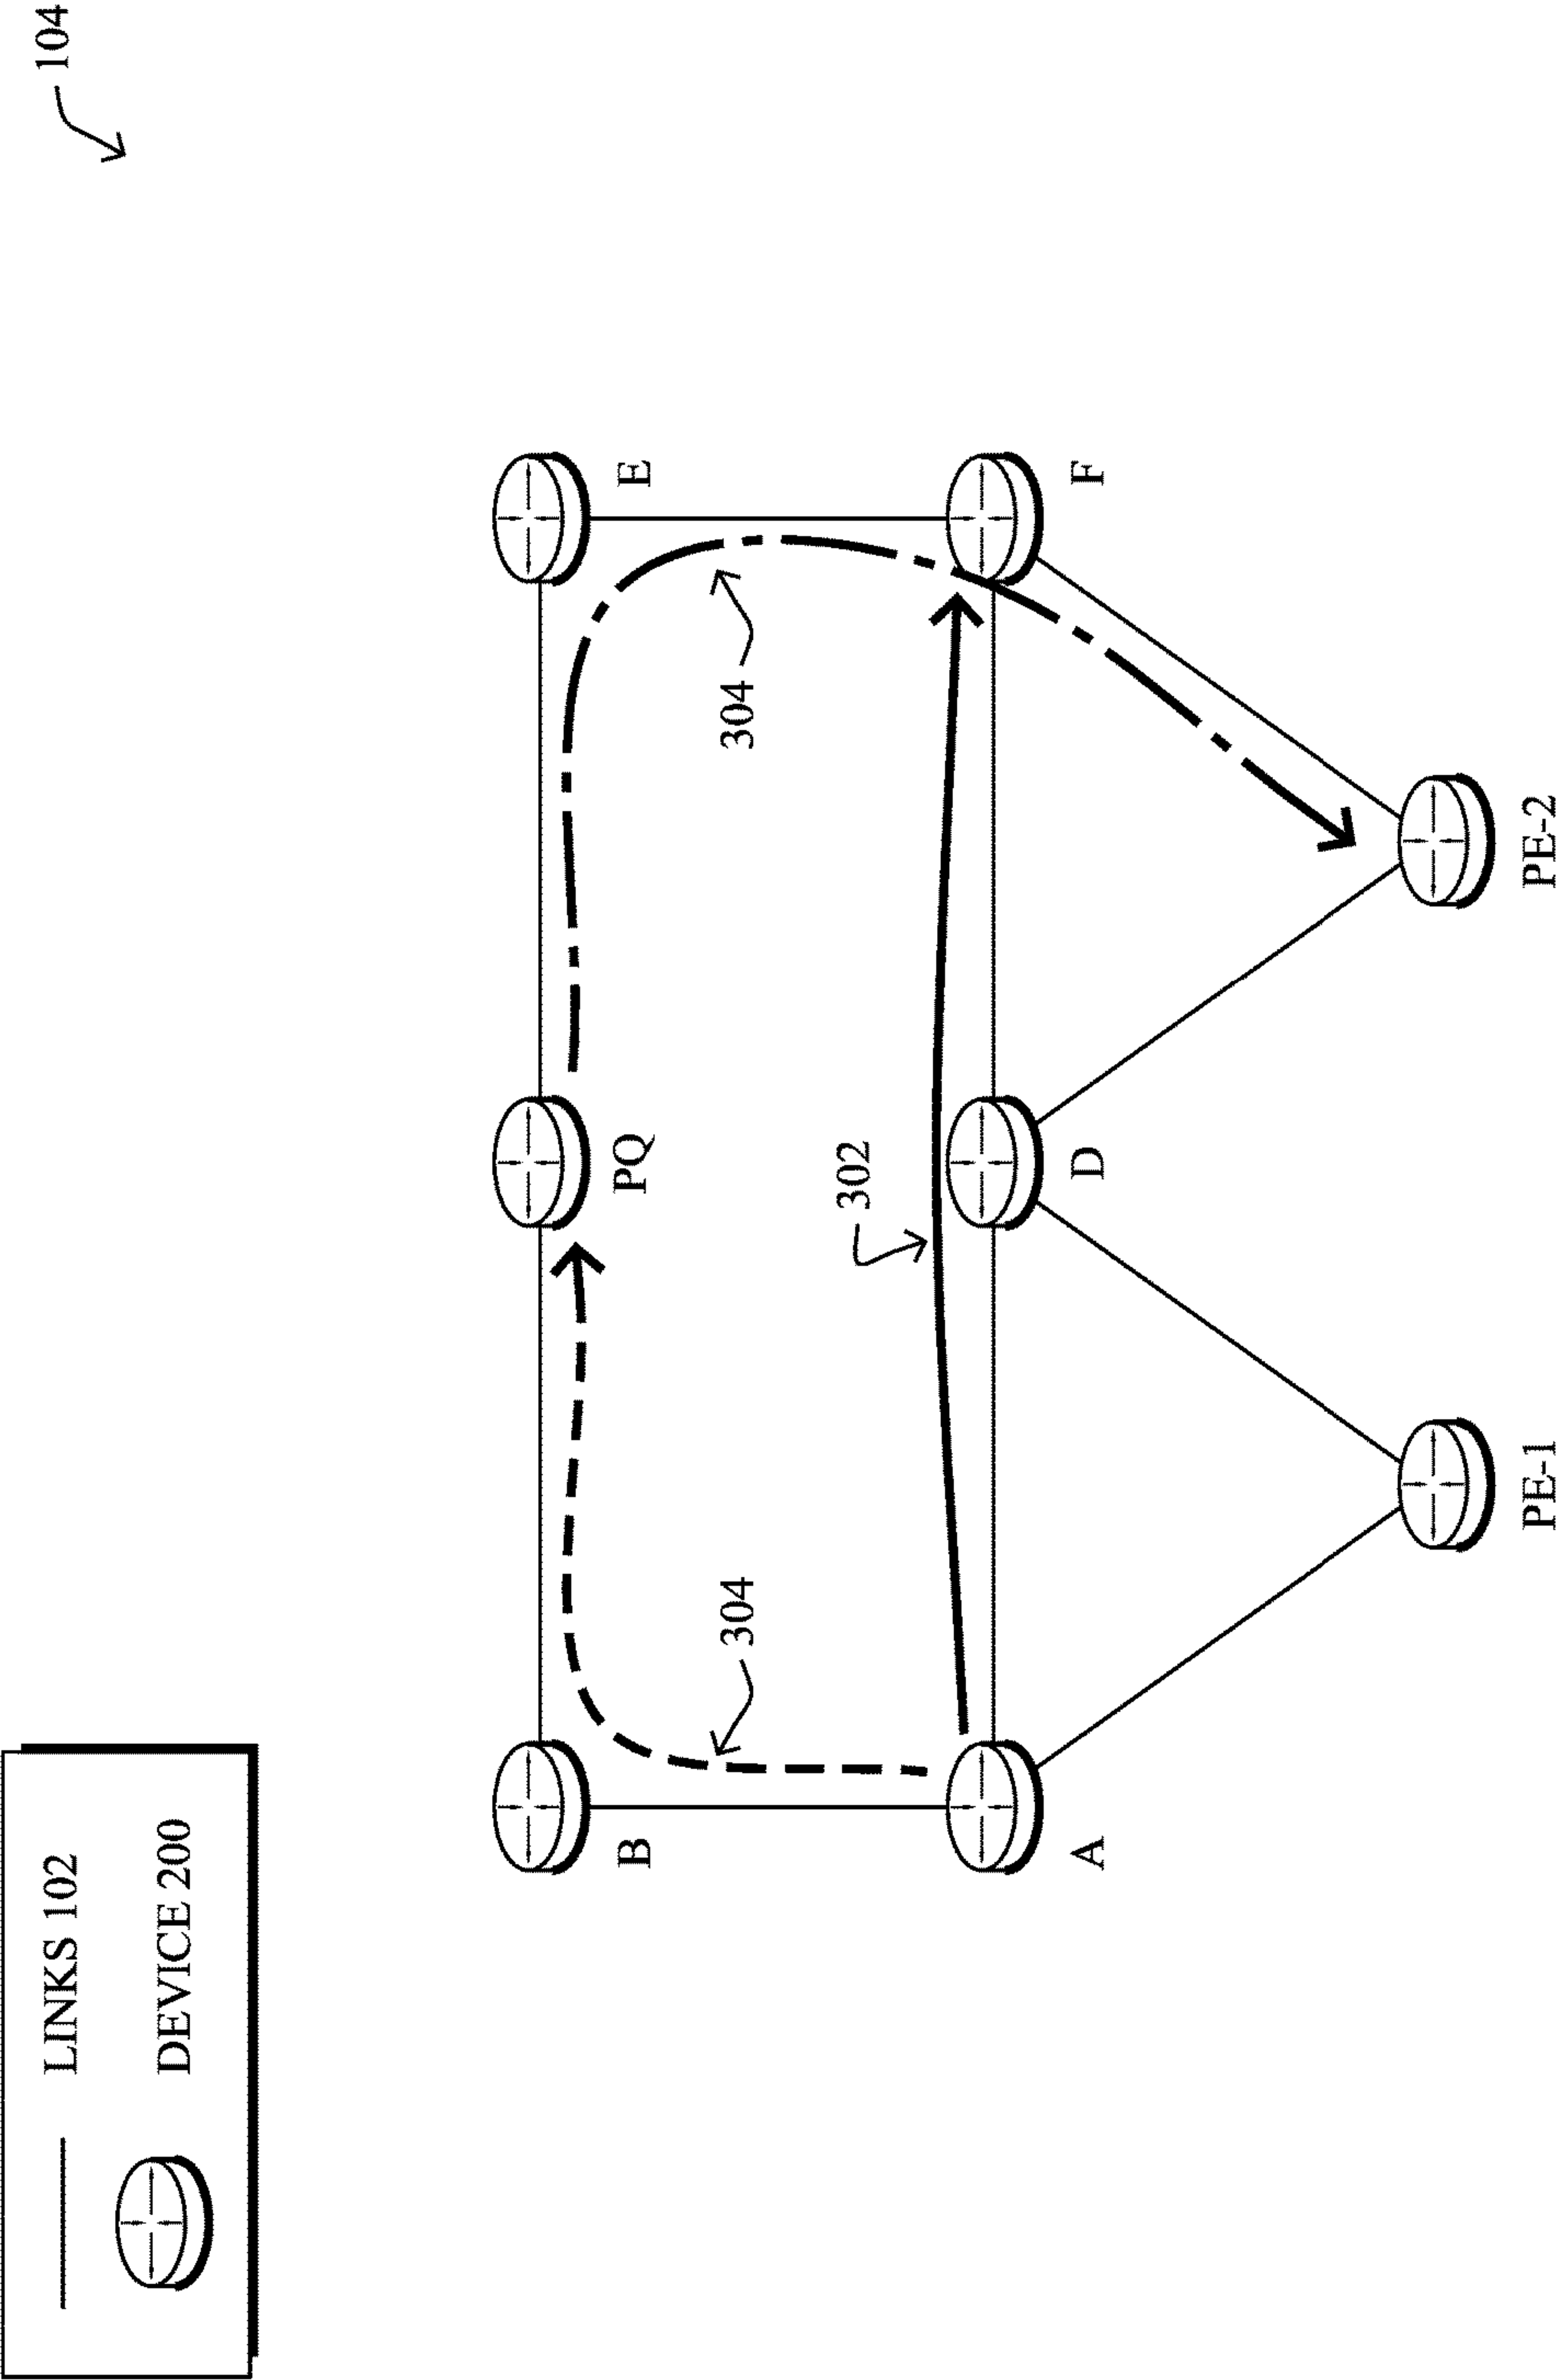 LINKS 102
DEVICE 200
104
B
PQ
E
304
304
302
A
D
F
PE-1
PE-2